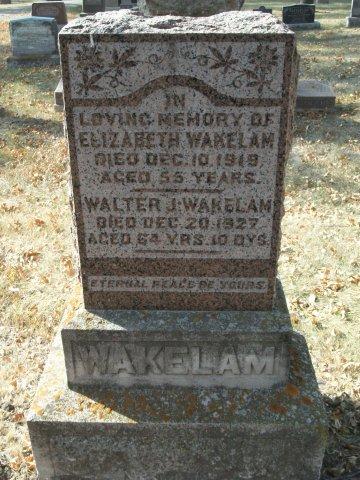 IN
LOVING MEMORY OF
ELIZABETH WAKELAM
DIED DEC. 10, 1919
AGED 55 YEARS.
WALTER J. WAKELAM
DIED DEC. 20, 1927
AGED 64 YRS. 10 DYS.
ETERNAL PEACE BE YOURS.
WAKELAM